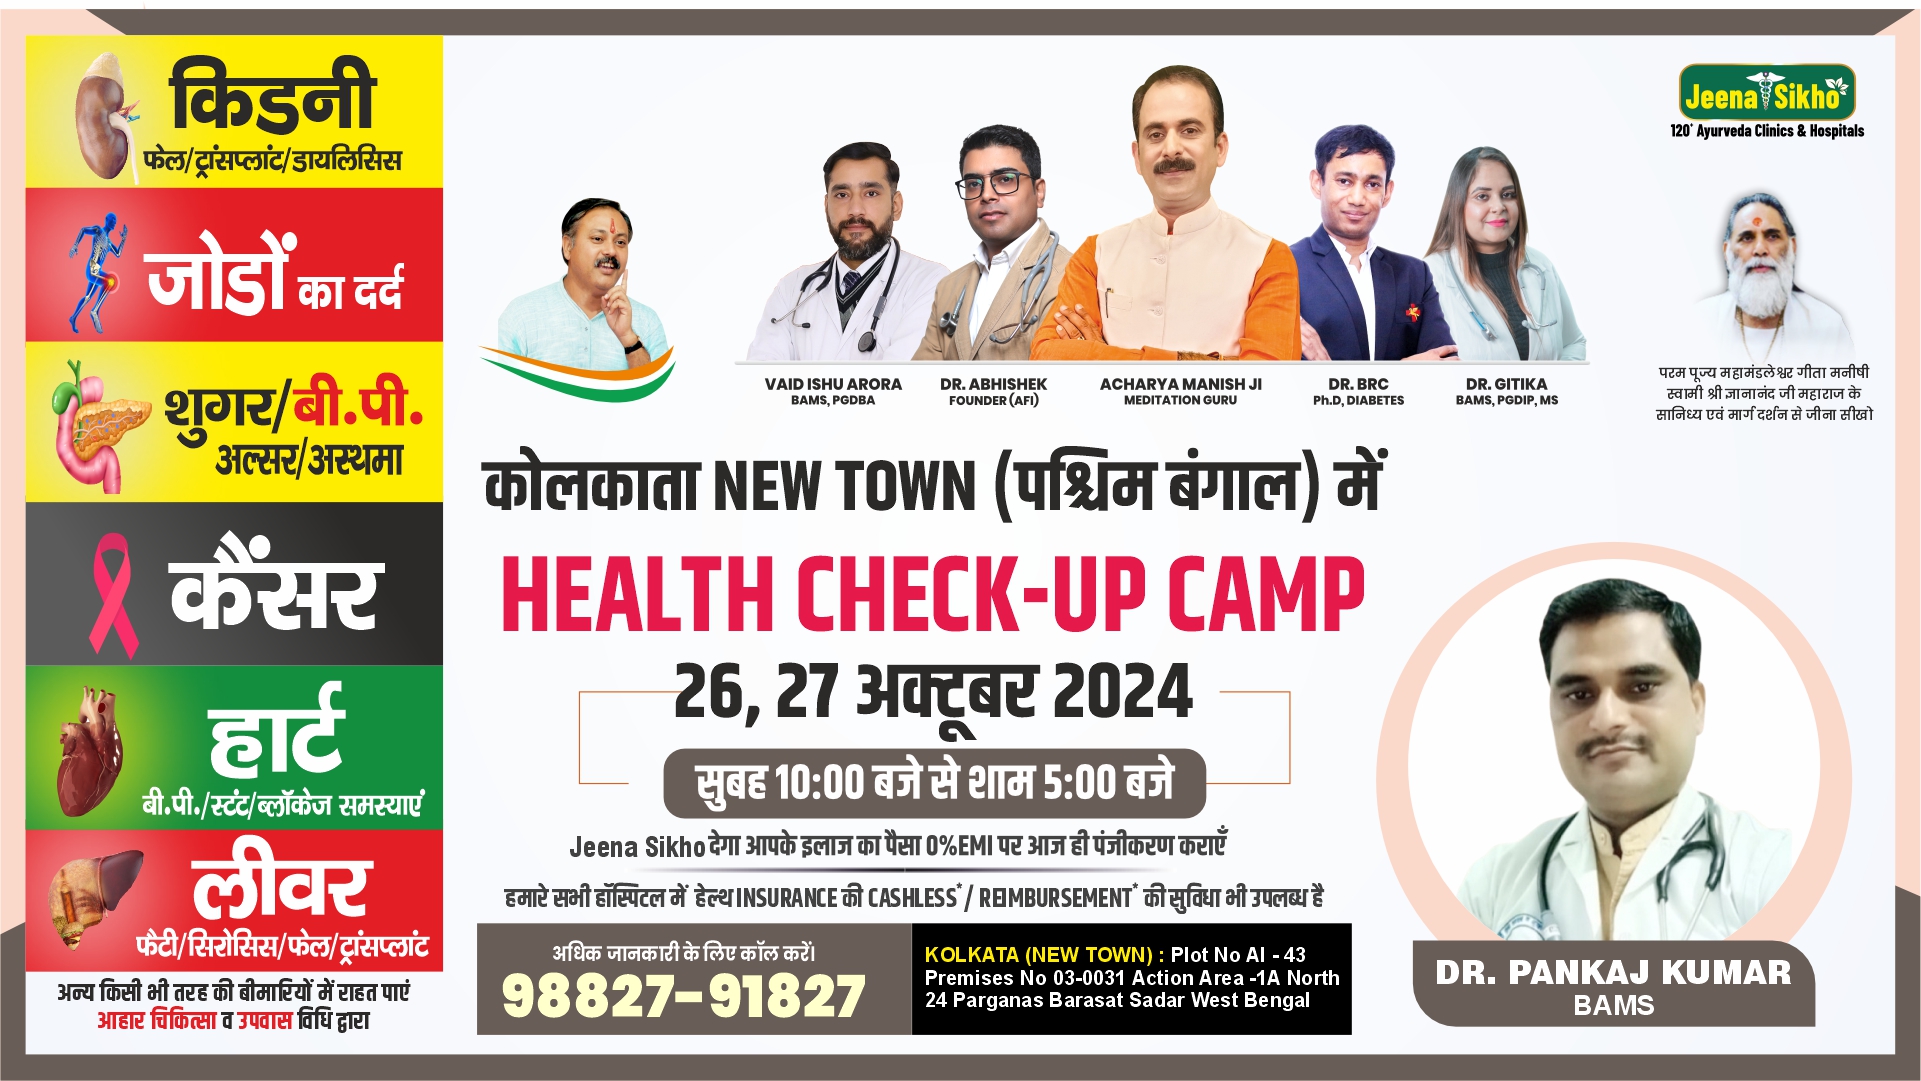 किडनी
फेल/ट्रांसप्लांट/डायलिसिस
जोडों का दर्द
शुगर/बी.पी.
अल्सर/अस्थमा
कैंसर
हार्ट
बी.पी./स्टंट/ब्लॉकेज समस्याएं
लीवर
फैटी/सिरोसिस/फेल/ट्रांसप्लांट
अन्य किसी भी तरह की बीमारियों में राहत पाएं
आहार चिकित्सा व उपवास विधि द्वारा
Jeena Sikho
120+ Ayurveda Clinics & Hospitals
VAID ISHU ARORA
BAMS, PGDBA
DR. ABHISHEK
FOUNDER (AFI)
ACHARYA MANISH JI
MEDITATION GURU
DR. BRC
Ph.D, DIABETES
DR. GITIKA
BAMS, PGDIP, MS
परम पूज्य महामंडलेश्वर गीता मनीषी
स्वामी श्री ज्ञानानंद जी महाराज के
सानिध्य एवं मार्ग दर्शन से जीना सीखो
कोलकाता NEW TOWN (पश्चिम बंगाल) में
HEALTH CHECK-UP CAMP
26, 27 अक्टूबर 2024
सुबह 10:00 बजे से शाम 5:00 बजे
Jeena Sikho देगा आपके इलाज का पैसा 0%EMI पर आज ही पंजीकरण कराएँ
हमारे सभी हॉस्पिटल में हेल्थ INSURANCE की CASHLESS* / REIMBURSEMENT* की सुविधा भी उपलब्ध है
अधिक जानकारी के लिए कॉल करें।
98827-91827
KOLKATA (NEW TOWN) : Plot No AI - 43
Premises No 03-0031 Action Area -1A North
24 Parganas Barasat Sadar West Bengal
DR. PANKAJ KUMAR
BAMS